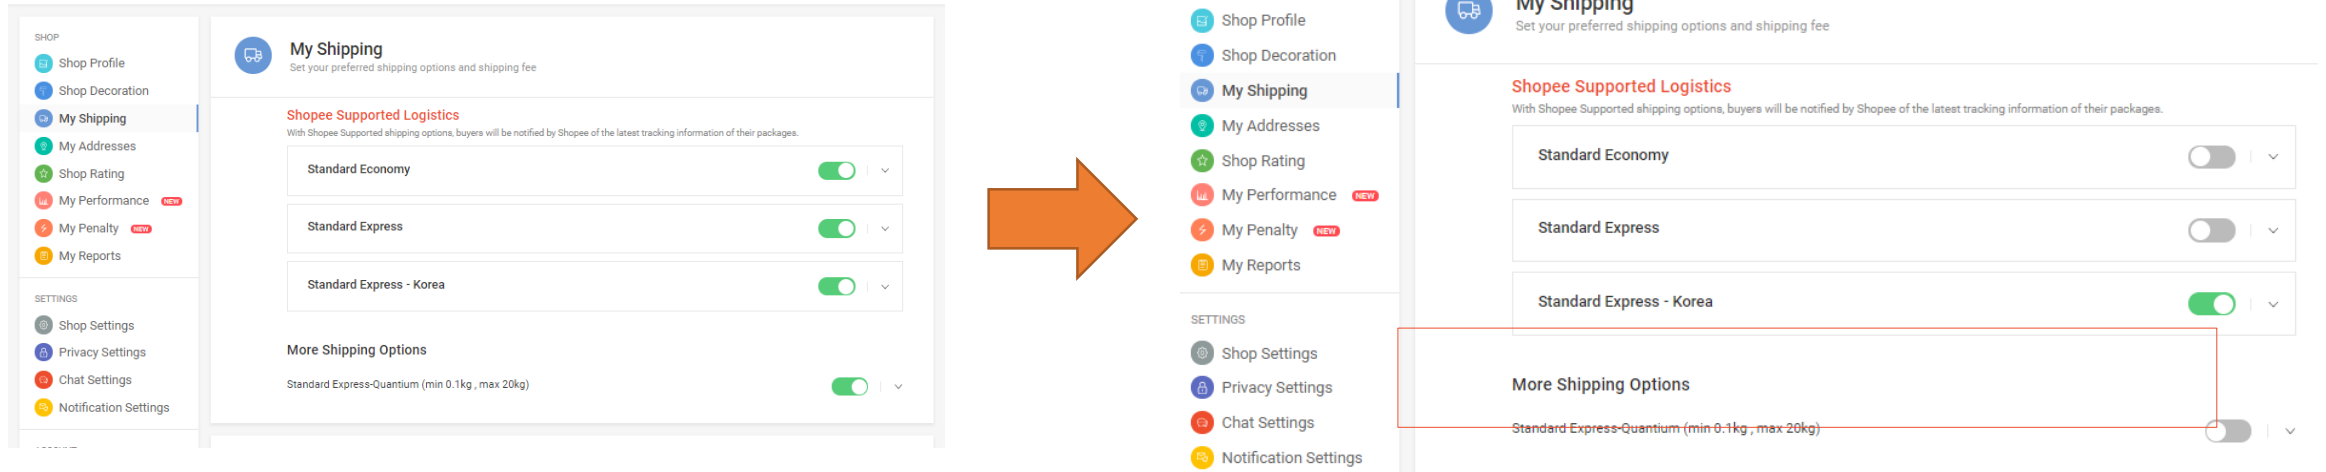 SHOP
Shop Profile
Shop Decoration
My Shipping
My Addresses
Shop Rating
My Performance NEW
My Penalty NEW
My Reports
SETTINGS
Shop Settings
Privacy Settings
Chat Settings
Notification Settings
My Shipping
Set your preferred shipping options and shipping fee
Shopee Supported Logistics
With Shopee Supported shipping options, buyers will be notified by Shopee of the latest tracking information of their packages.
Standard Economy
Standard Express
Standard Express - Korea
More Shipping Options
Standard Express-Quantium (min 0.1kg , max 20kg)
Shop Profile
Shop Decoration
My Shipping
My Addresses
Shop Rating
My Performance NEW
My Penalty NEW
My Reports
SETTINGS
Shop Settings
Privacy Settings
Chat Settings
Notification Settings
My Shipping
Set your preferred shipping options and shipping fee
Shopee Supported Logistics
With Shopee Supported shipping options, buyers will be notified by Shopee of the latest tracking information of their packages.
Standard Economy
Standard Express
Standard Express - Korea
More Shipping Options
Standard Express-Quantium (min 0.1kg , max 20kg)